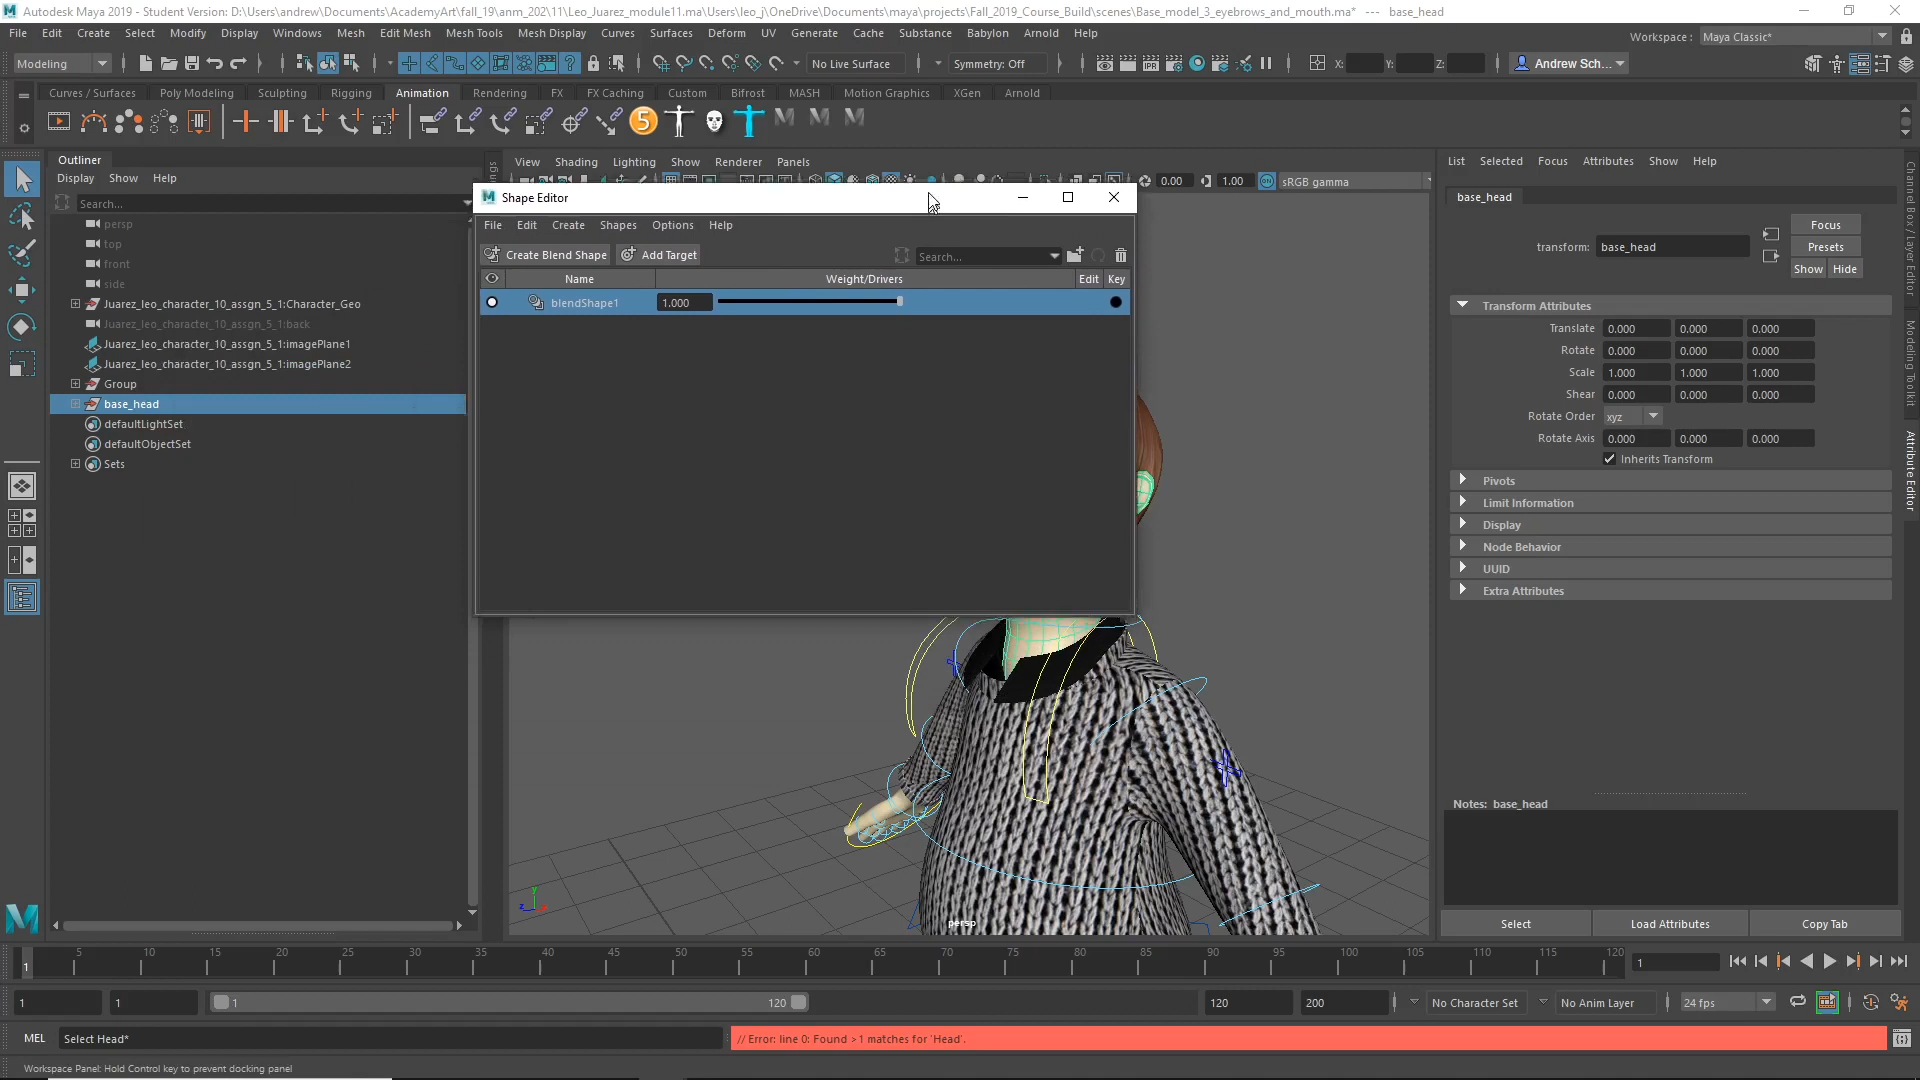 Autodesk Maya 2019 - Student Version: D:\Users\andrew\Documents\AcademyArt\fall_19\anm_202\11\Leo_Juarez_module11.ma\Users\leo_j\OneDrive\Documents\maya\projects\Fall_2019_Course_Build\scenes\Base_model_3_eyebrows_and_mouth.ma* --- base_head
File Edit Create Select Modify Display Windows Mesh Edit Mesh Mesh Tools Mesh Display Curves Surfaces Deform UV Generate Cache Substance Babylon Arnold Help
Workspace : Maya Classic*
Modeling No Live Surface Symmetry: Off X: Y: Z: Andrew Sch...
Curves / Surfaces Poly Modeling Sculpting Rigging Animation Rendering FX FX Caching Custom Bifrost MASH Motion Graphics XGen Arnold
Outliner
Display Show Help
Search...
persp
top
front
side
Juarez_leo_character_10_assgn_5_1:Character_Geo
Juarez_leo_character_10_assgn_5_1:back
Juarez_leo_character_10_assgn_5_1:imagePlane1
Juarez_leo_character_10_assgn_5_1:imagePlane2
Group
base_head
defaultLightSet
defaultObjectSet
Sets
View Shading Lighting Show Renderer Panels
0.00 1.00 sRGB gamma
Shape Editor
File Edit Create Shapes Options Help
Create Blend Shape Add Target Search...
Name Weight/Drivers Edit Key
blendShape1 1.000
persp
List Selected Focus Attributes Show Help
base_head
Focus
transform: base_head Presets
Show Hide
Transform Attributes
Translate 0.000 0.000 0.000
Rotate 0.000 0.000 0.000
Scale 1.000 1.000 1.000
Shear 0.000 0.000 0.000
Rotate Order xyz
Rotate Axis 0.000 0.000 0.000
Inherits Transform
Pivots
Limit Information
Display
Node Behavior
UUID
Extra Attributes
Notes: base_head
Select Load Attributes Copy Tab
Channel Box / Layer Editor
Modeling Toolkit
Attribute Editor
1 5 10 15 20 25 30 35 40 45 50 55 60 65 70 75 80 85 90 95 100 105 110 115 120 1
1 1 1 120 120 200 No Character Set No Anim Layer 24 fps
MEL Select Head* // Error: line 0: Found >1 matches for 'Head'.
Workspace Panel: Hold Control key to prevent docking panel